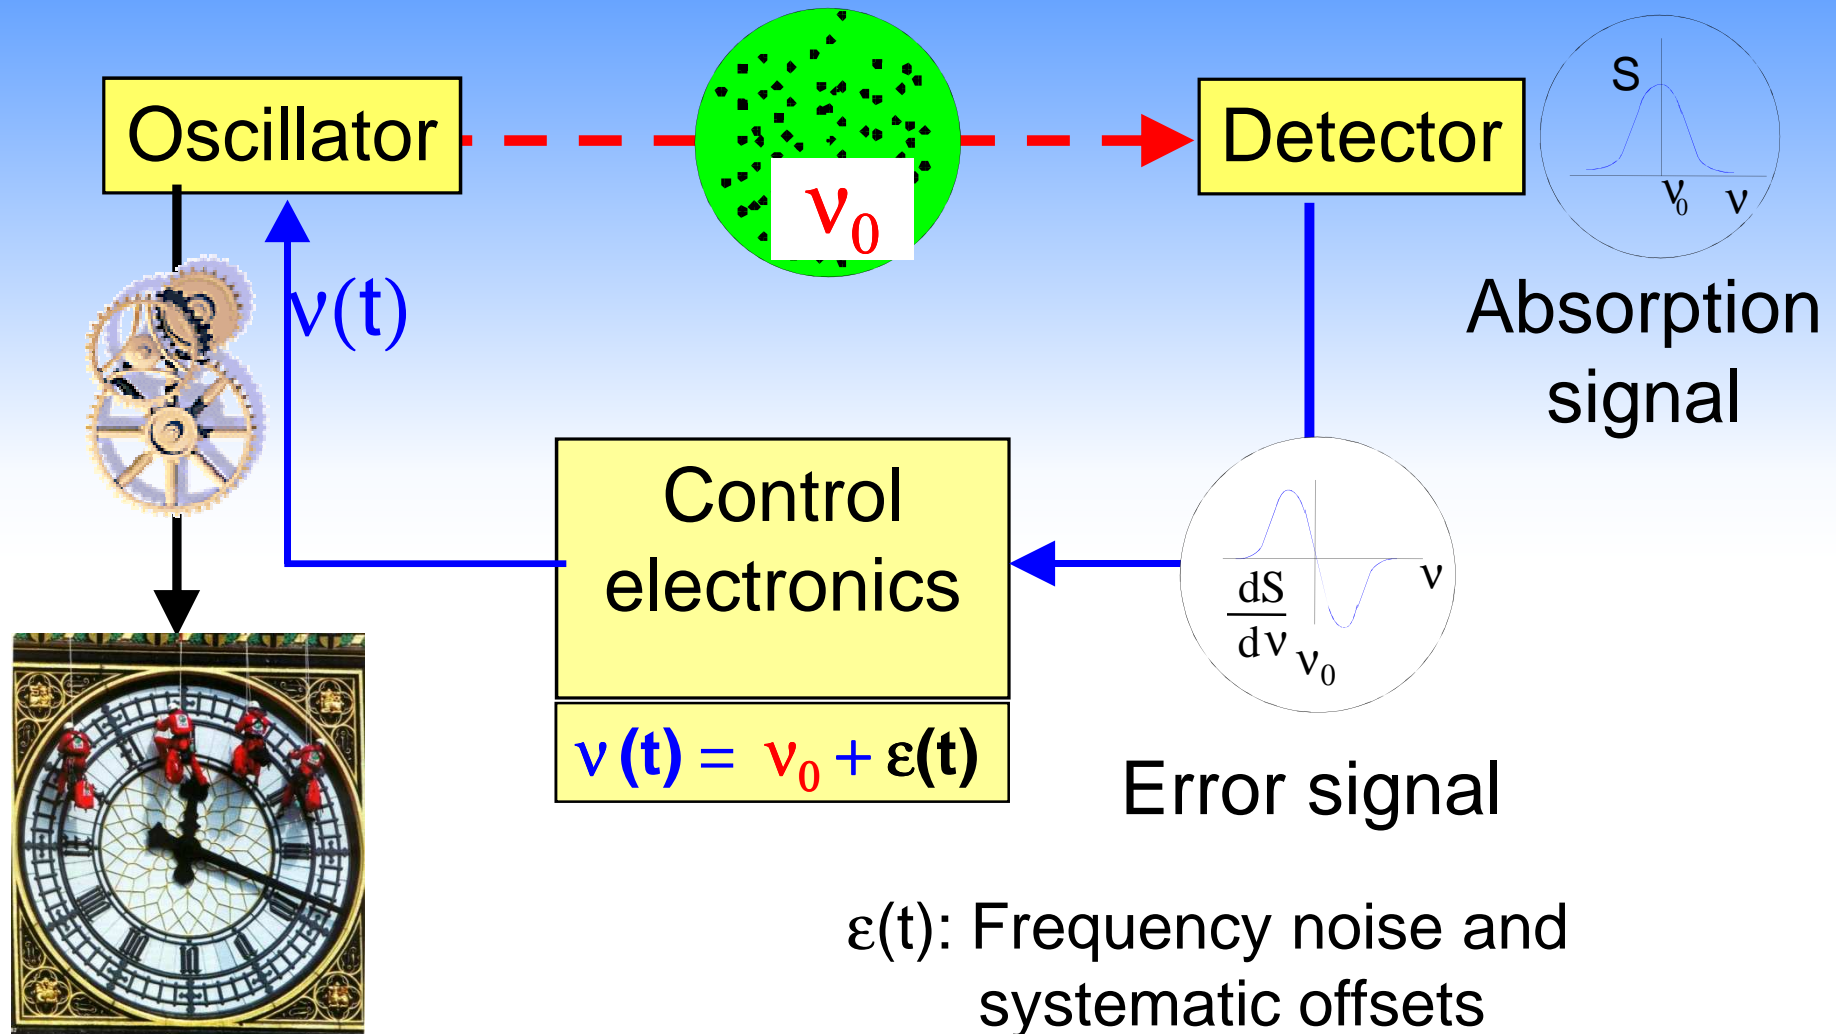 Oscillator
ν₀
Detector
S
ν₀ ν
Absorption
signal
ν(t)
Control
electronics
ν(t) = ν₀ + ε(t)
dS
dν
ν₀
ν
Error signal
ε(t): Frequency noise and
systematic offsets